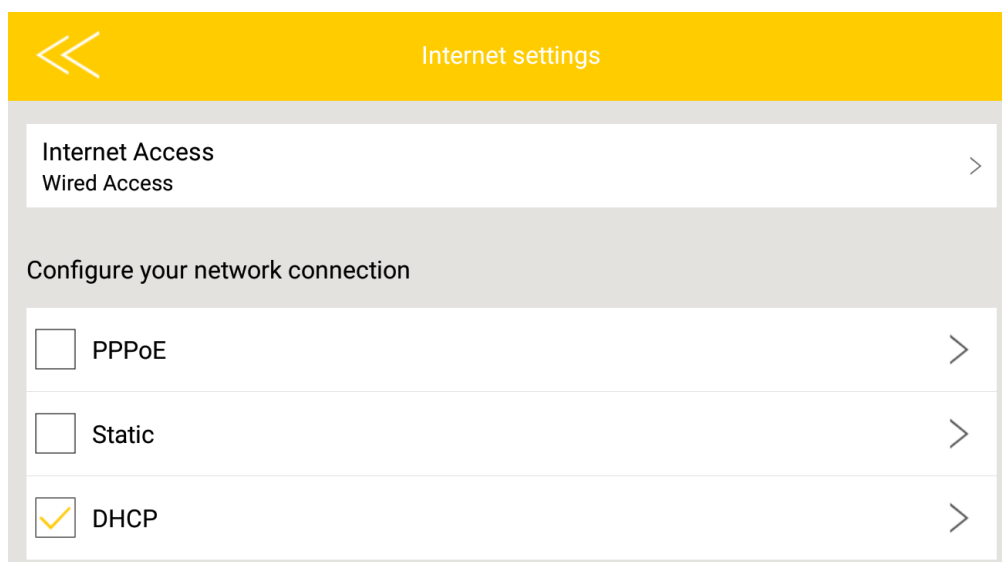 Internet settings
Internet Access
Wired Access
Configure your network connection
PPPoE
Static
DHCP